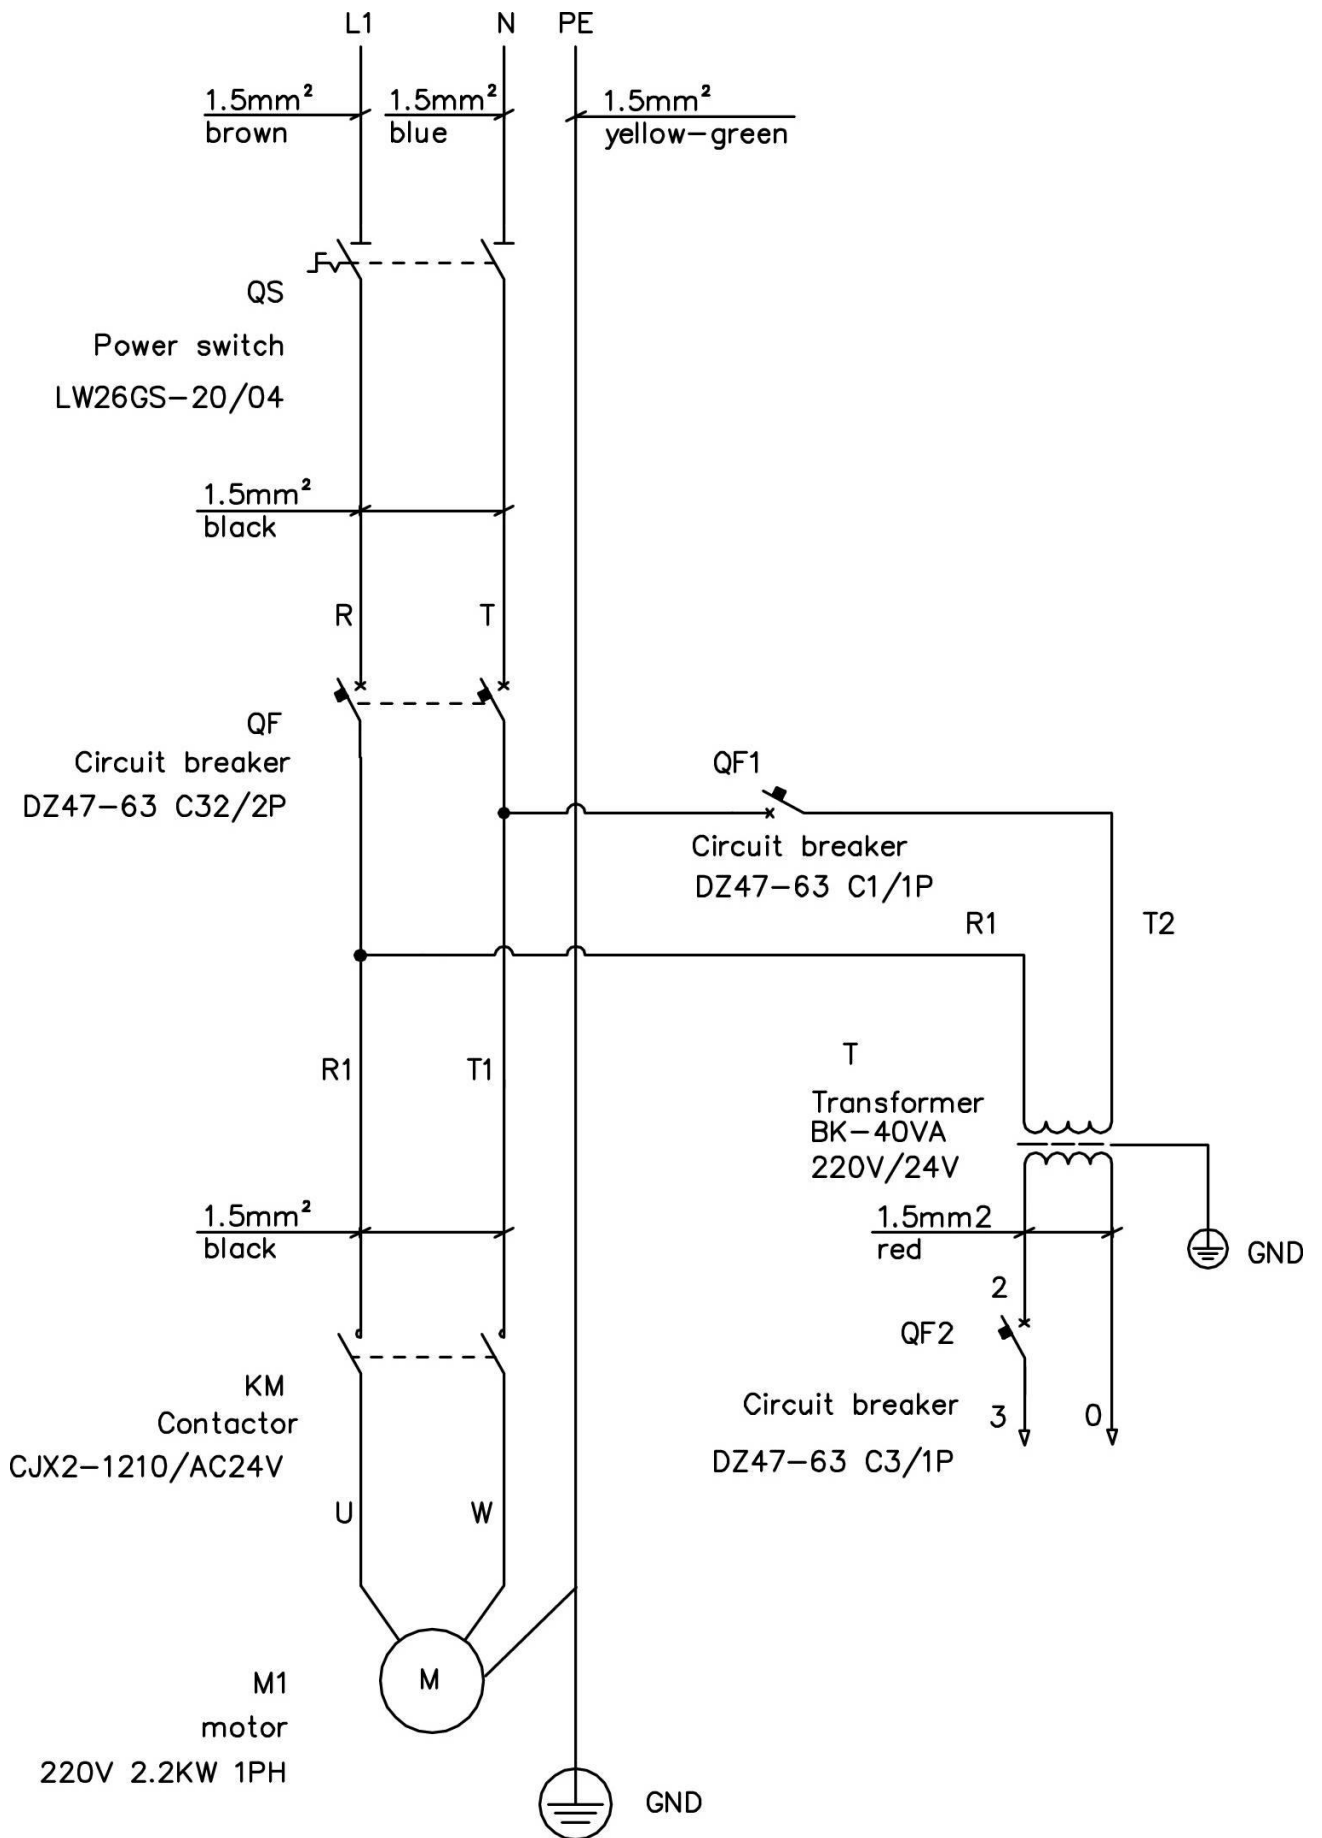 L1 N PE
1.5mm² 1.5mm² 1.5mm²
brown blue yellow-green
QS
Power switch
LW26GS-20/04
1.5mm²
black
R T
QF
Circuit breaker
DZ47-63 C32/2P
QF1
Circuit breaker
DZ47-63 C1/1P
R1 T2
R1 T1
T
Transformer
BK-40VA
220V/24V
1.5mm²
black
1.5mm2
red
GND
2
QF2
Circuit breaker
3 0
DZ47-63 C3/1P
KM
Contactor
CJX2-1210/AC24V
U W
M
M1
motor
220V 2.2KW 1PH
GND